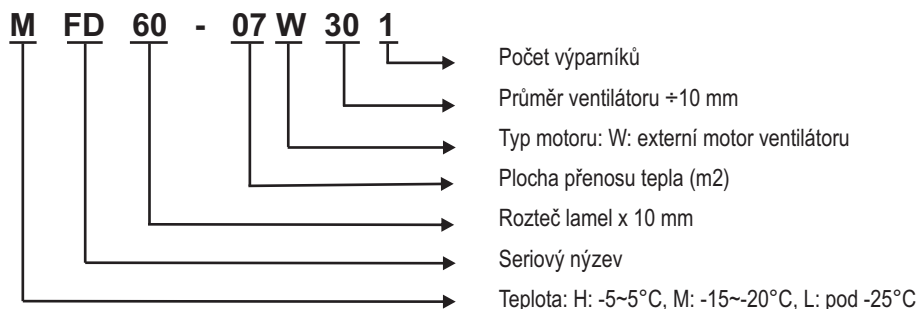 M FD 60 - 07 W 30 1
Počet výparníků
Průměr ventilátoru ÷10 mm
Typ motoru: W: externí motor ventilátoru
Plocha přenosu tepla (m2)
Rozteč lamel x 10 mm
Seriový nýzev
Teplota: H: -5~5°C, M: -15~-20°C, L: pod -25°C